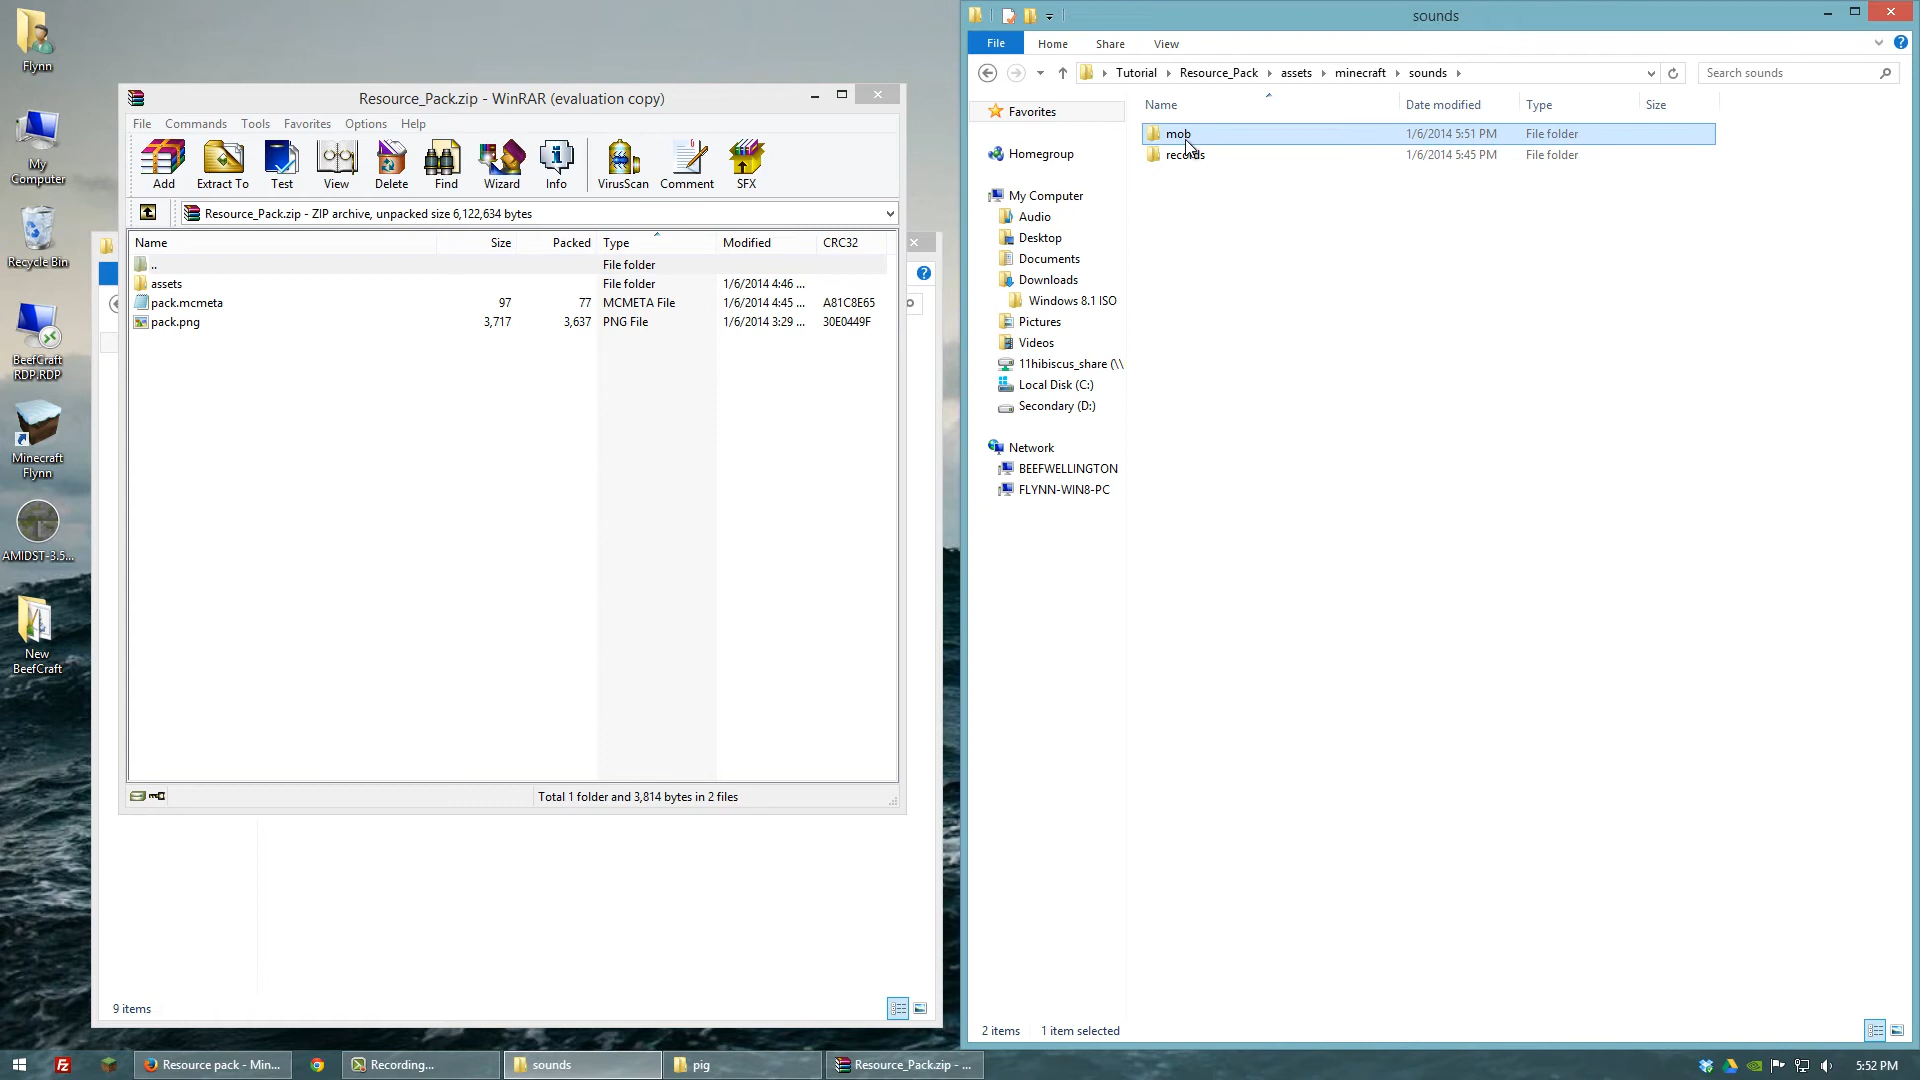 Flynn
My
Computer
Recycle Bin
BeefCraft
RDP.RDP
Minecraft
Flynn
AMIDST-3.5...
New
BeefCraft
Resource_Pack.zip - WinRAR (evaluation copy)
File Commands Tools Favorites Options Help
Add Extract To Test View Delete Find Wizard Info VirusScan Comment SFX
Resource_Pack.zip - ZIP archive, unpacked size 6,122,634 bytes
Name Size Packed Type Modified CRC32
.. File folder
assets File folder 1/6/2014 4:46 ...
pack.mcmeta 97 77 MCMETA File 1/6/2014 4:45 ... A81C8E65
pack.png 3,717 3,637 PNG File 1/6/2014 3:29 ... 30E0449F
Total 1 folder and 3,814 bytes in 2 files
9 items
sounds
File Home Share View
Tutorial Resource_Pack assets minecraft sounds
Search sounds
Name Date modified Type Size
mob 1/6/2014 5:51 PM File folder
records 1/6/2014 5:45 PM File folder
Favorites
Homegroup
My Computer
Audio
Desktop
Documents
Downloads
Windows 8.1 ISO
Pictures
Videos
11hibiscus_share (\\
Local Disk (C:)
Secondary (D:)
Network
BEEFWELLINGTON
FLYNN-WIN8-PC
2 items 1 item selected
Resource pack - Min...
Recording...
sounds
pig
Resource_Pack.zip - ...
5:52 PM